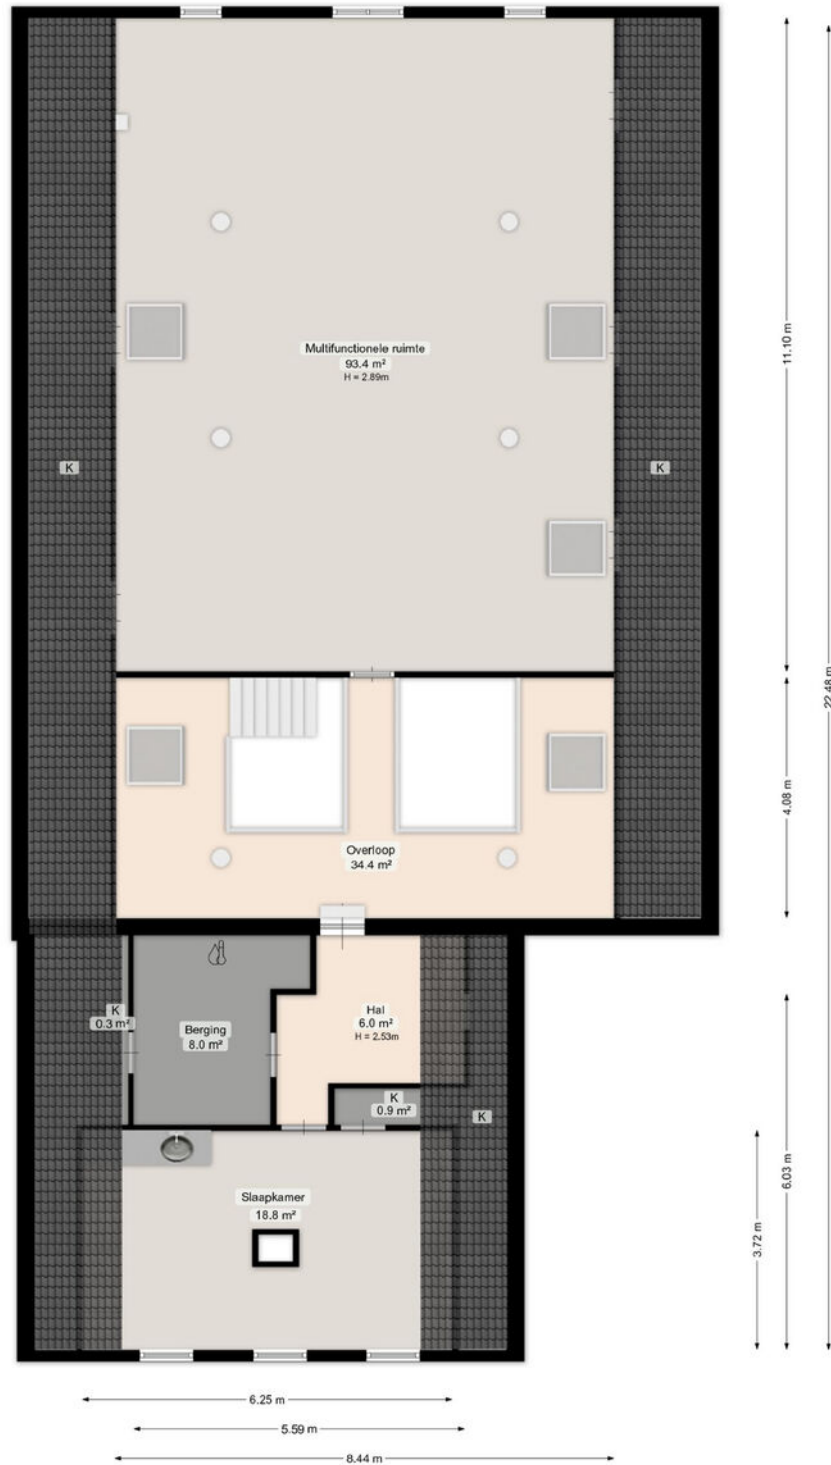 Multifunctionele ruimte
93.4 m²
H = 2.89m
K
K
11.10 m
22.48 m
4.08 m
Overloop
34.4 m²
K
0.3 m²
Berging
8.0 m²
Hal
6.0 m²
H = 2.53m
K
0.9 m²
K
6.03 m
3.72 m
Slaapkamer
18.8 m²
6.25 m
5.59 m
8.44 m